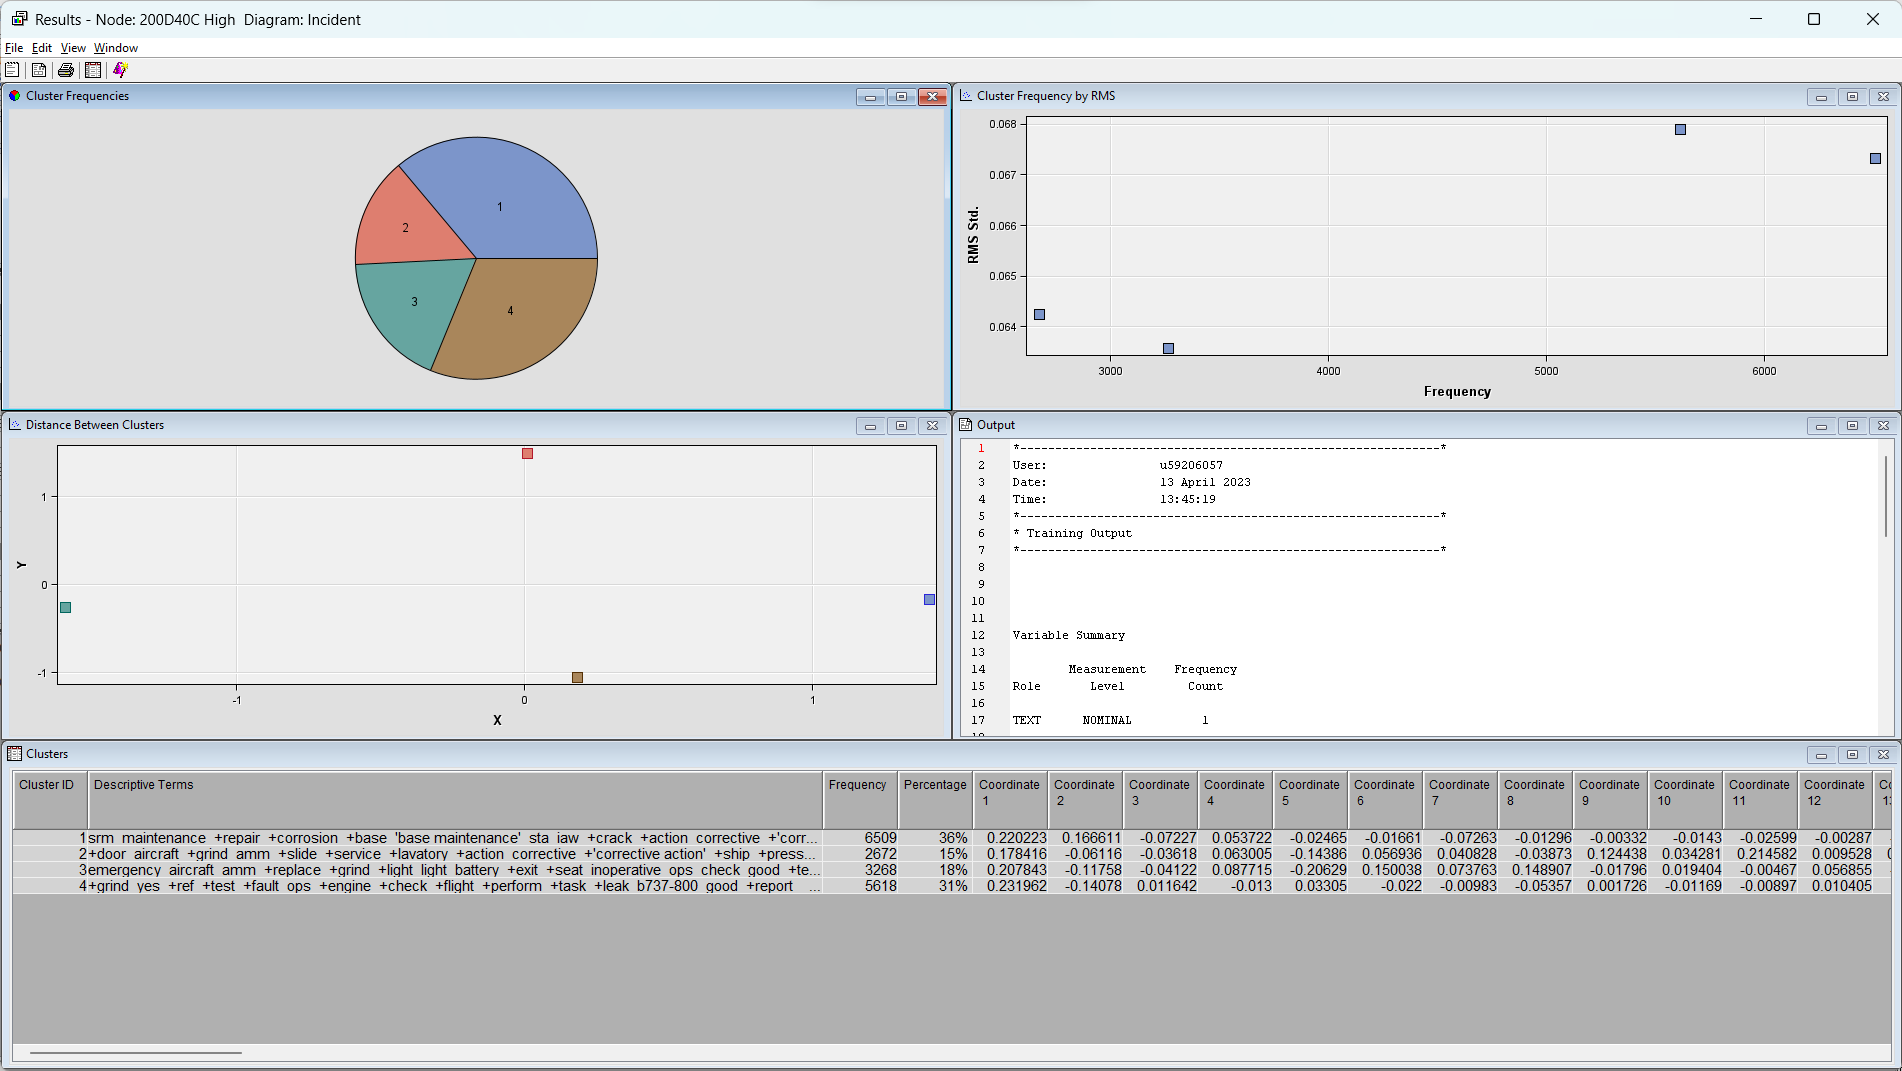 Results - Node: 200D40C High  Diagram: Incident
File Edit View Window
Cluster Frequencies
1
2
3
4
Cluster Frequency by RMS
0.068
0.067
0.066
0.065
0.064
RMS Std.
3000 4000 5000 6000
Frequency
Distance Between Clusters
1
0
-1
Y
-1 0 1
X
Output
1 *------------------------------------------------------------*
2 User: u59206057
3 Date: 13 April 2023
4 Time: 13:45:19
5 *------------------------------------------------------------*
6 * Training Output
7 *------------------------------------------------------------*
8
9
10
11
12 Variable Summary
13
14 Measurement Frequency
15 Role Level Count
16
17 TEXT NOMINAL 1
Clusters
Cluster ID Descriptive Terms Frequency Percentage Coordinate 1 Coordinate 2 Coordinate 3 Coordinate 4 Coordinate 5 Coordinate 6 Coordinate 7 Coordinate 8 Coordinate 9 Coordinate 10 Coordinate 11 Coordinate 12
1 srm maintenance +repair +corrosion +base 'base maintenance' sta iaw +crack +action corrective +'corr... 6509 36% 0.220223 0.166611 -0.07227 0.053722 -0.02465 -0.01661 -0.07263 -0.01296 -0.00332 -0.0143 -0.02599 -0.00287
2 +door aircraft +grind amm +slide +service +lavatory +action corrective +'corrective action' +ship +press... 2672 15% 0.178416 -0.06116 -0.03618 0.063005 -0.14386 0.056936 0.040828 -0.03873 0.124438 0.034281 0.214582 0.009528
3 emergency aircraft amm +replace +grind +light light battery +exit +seat inoperative ops check good +te... 3268 18% 0.207843 -0.11758 -0.04122 0.087715 -0.20629 0.150038 0.073763 0.148907 -0.01796 0.019404 -0.00467 0.056855
4 +grind yes +ref +test +fault ops +engine +check +flight +perform +task +leak b737-800 good +report ... 5618 31% 0.231962 -0.14078 0.011642 -0.013 0.03305 -0.022 -0.00983 -0.05357 0.001726 -0.01169 -0.00897 0.010405